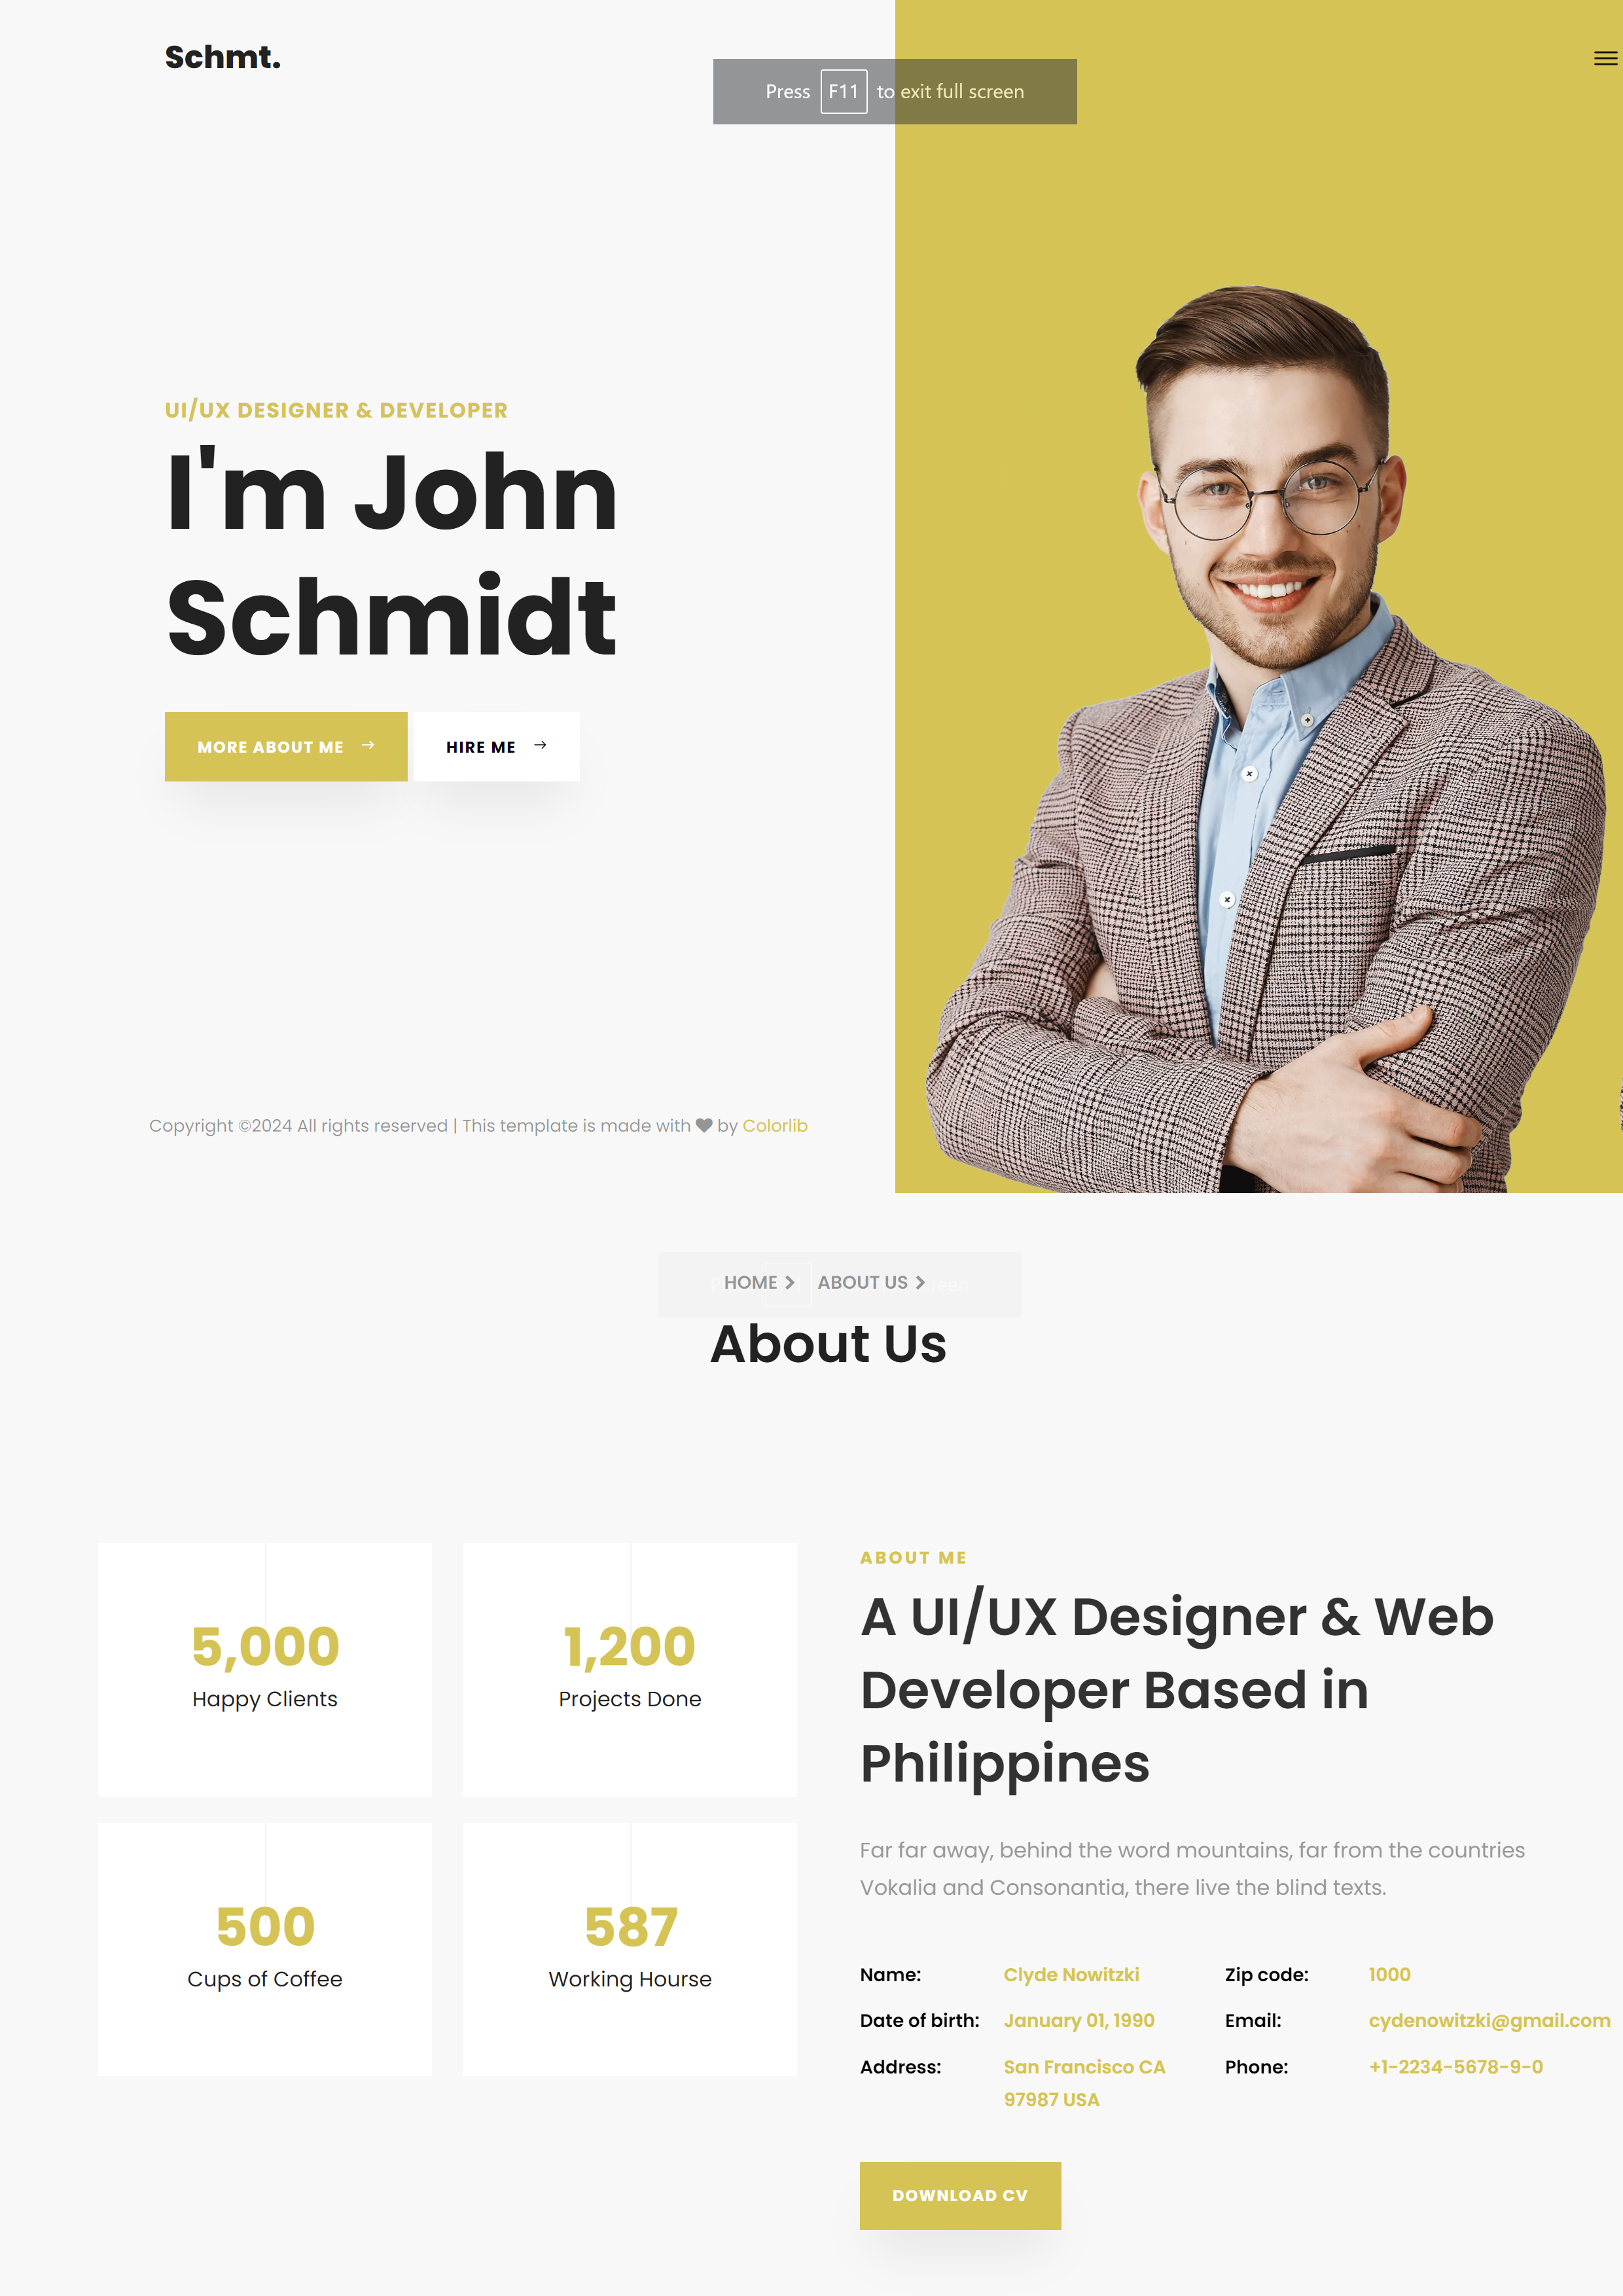 Schmt.
Press F11 to exit full screen
UI/UX DESIGNER & DEVELOPER
I'm John
Schmidt
MORE ABOUT ME →
HIRE ME →
Copyright ©2024 All rights reserved | This template is made with ♥ by Colorlib
HOME > ABOUT US >
About Us
5,000
Happy Clients
1,200
Projects Done
500
Cups of Coffee
587
Working Hourse
ABOUT ME
A UI/UX Designer & Web
Developer Based in
Philippines
Far far away, behind the word mountains, far from the countries
Vokalia and Consonantia, there live the blind texts.
Name: Clyde Nowitzki
Date of birth: January 01, 1990
Address: San Francisco CA
97987 USA
Zip code: 1000
Email: cydenowitzki@gmail.com
Phone: +1-2234-5678-9-0
DOWNLOAD CV